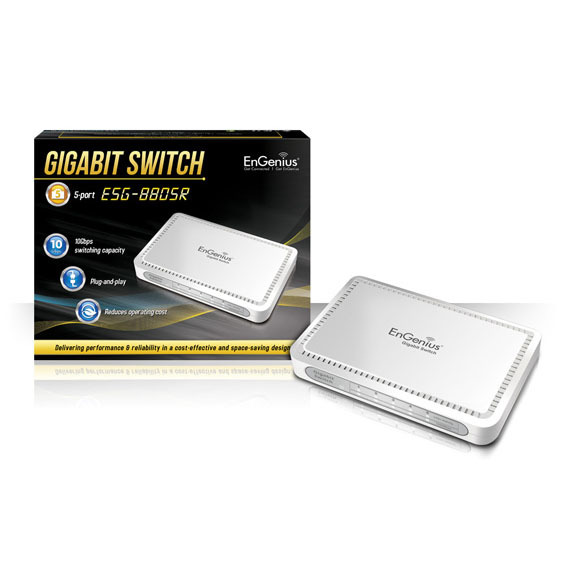 GIGABIT SWITCH
EnGenius®
Get Connected | Get EnGenius
5
5-port ESG-8805R
10
10Gbps
switching capacity
Plug-and-play
Reduces operating cost
EnGenius
Gigabit Switch
Delivering performance & reliability in a cost-effective and space-saving design
EnGenius
Gigabit Switch